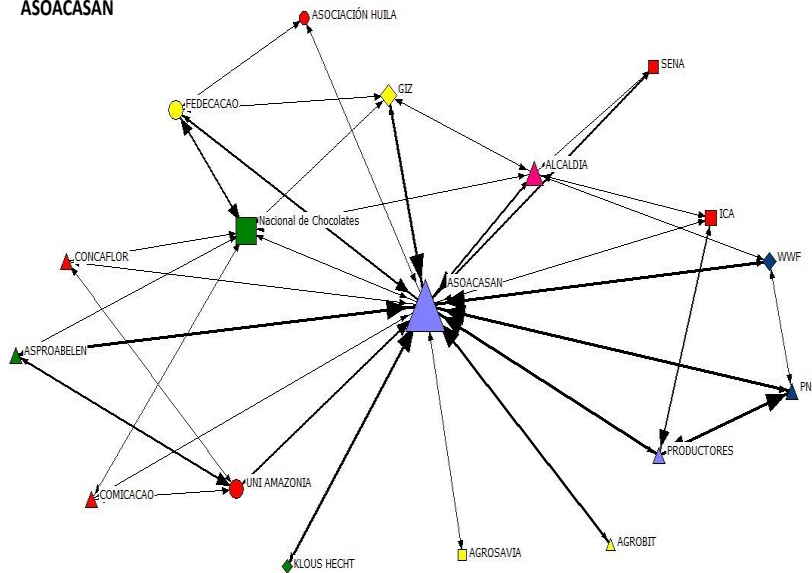 ASOACASAN
ASOCIACIÓN HUILA
SENA
GIZ
FEDECACAO
ALCALDIA
ICA
Nacional de Chocolates
CONCAFLOR
WWF
ASOACASAN
ASPROABELEN
PN
PRODUCTORES
UNI AMAZONIA
COMICACAO
AGROBIT
AGROSAVIA
KLOUS HECHT